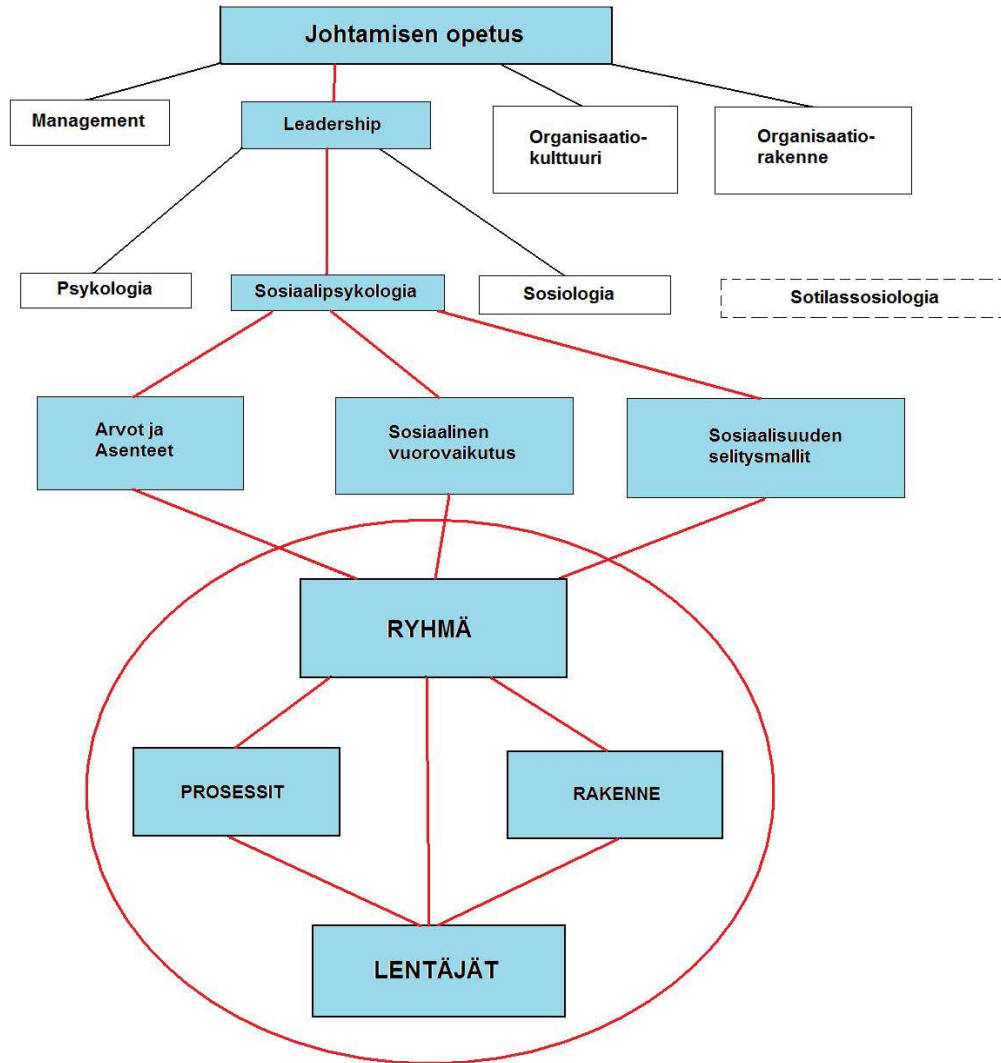 Johtamisen opetus
Management
Leadership
Organisaatio-
kulttuuri
Organisaatio-
rakenne
Psykologia
Sosiaalipsykologia
Sosiologia
Sotilassosiologia
Arvot ja
Asenteet
Sosiaalinen
vuorovaikutus
Sosiaalisuuden
selitysmallit
RYHMÄ
PROSESSIT
RAKENNE
LENTÄJÄT